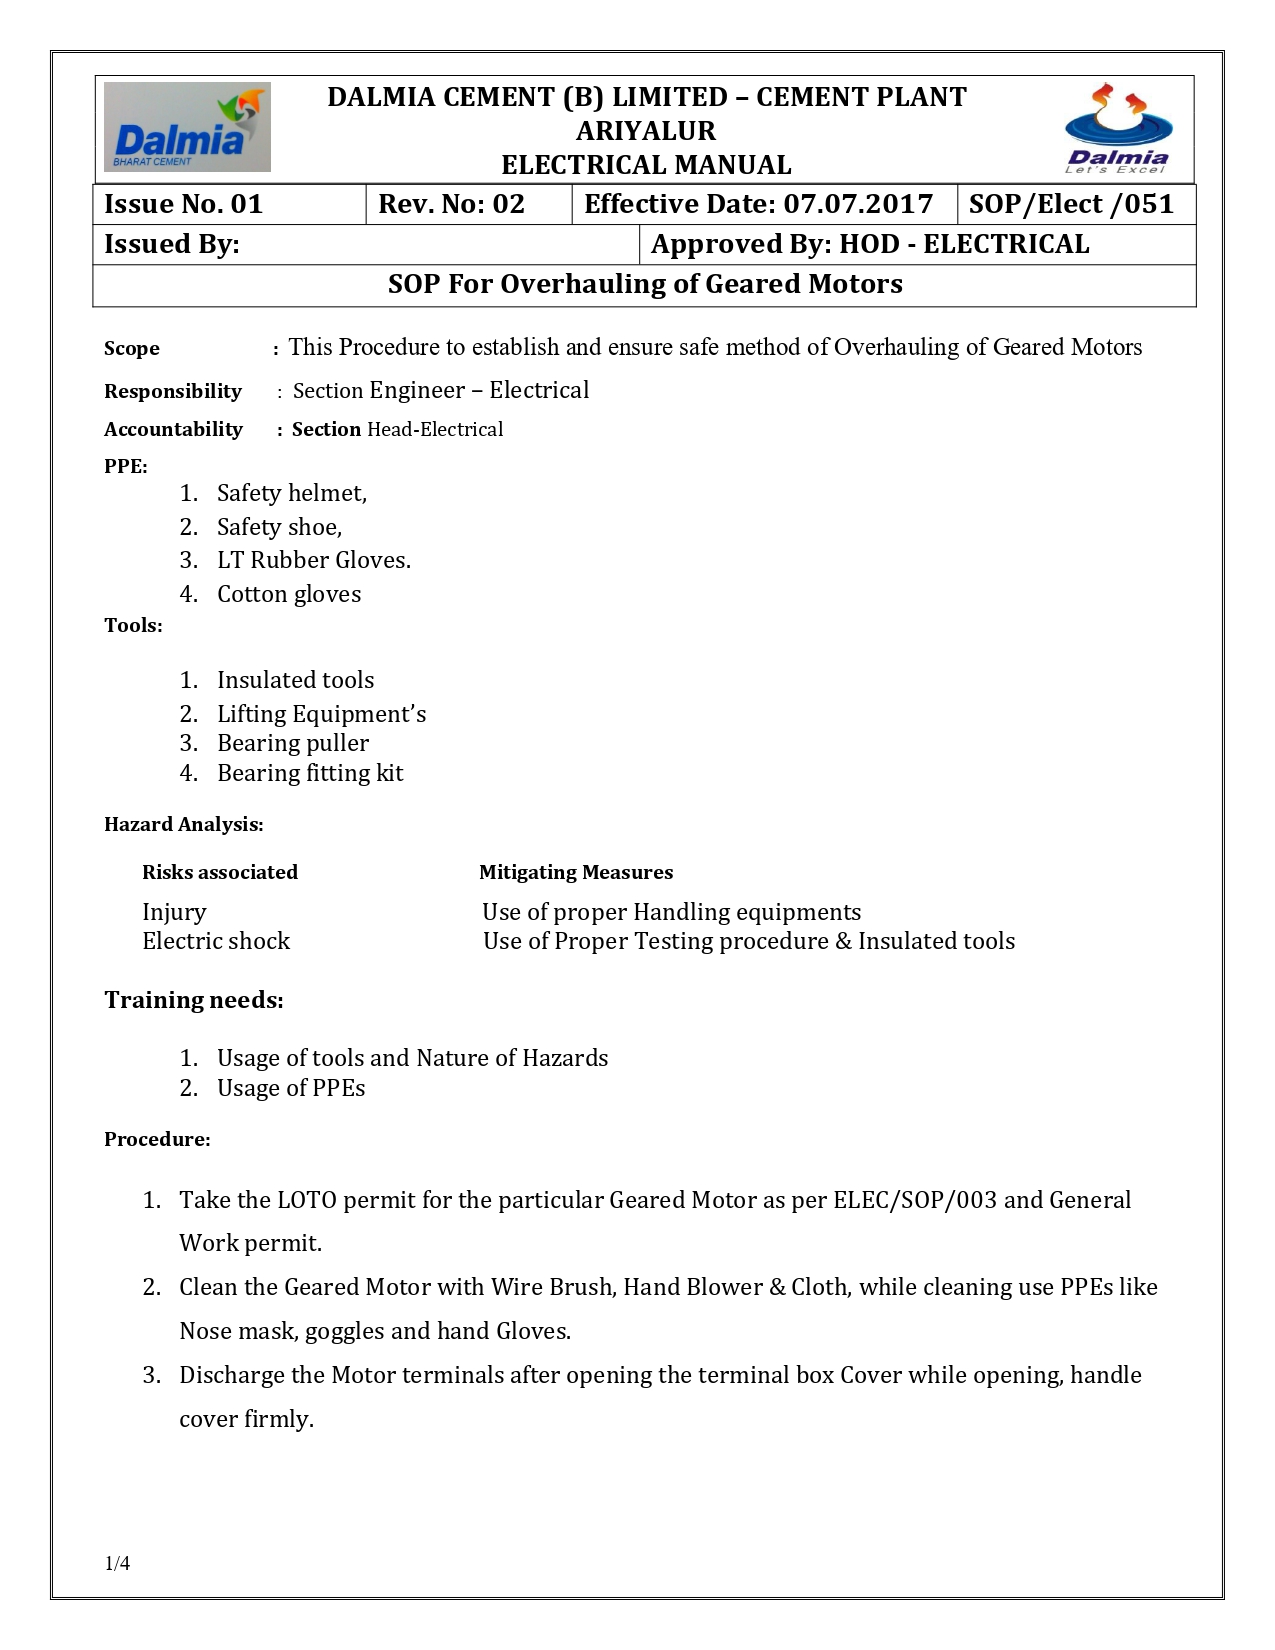 Dalmia
BHARAT CEMENT
DALMIA CEMENT (B) LIMITED – CEMENT PLANT
ARIYALUR
ELECTRICAL MANUAL
Dalmia
Let's Excel
Issue No. 01 Rev. No: 02 Effective Date: 07.07.2017 SOP/Elect /051
Issued By: Approved By: HOD - ELECTRICAL
SOP For Overhauling of Geared Motors
Scope : This Procedure to establish and ensure safe method of Overhauling of Geared Motors
Responsibility : Section Engineer – Electrical
Accountability : Section Head-Electrical
PPE:
1. Safety helmet,
2. Safety shoe,
3. LT Rubber Gloves.
4. Cotton gloves
Tools:
1. Insulated tools
2. Lifting Equipment’s
3. Bearing puller
4. Bearing fitting kit
Hazard Analysis:
Risks associated Mitigating Measures
Injury Use of proper Handling equipments
Electric shock Use of Proper Testing procedure & Insulated tools
Training needs:
1. Usage of tools and Nature of Hazards
2. Usage of PPEs
Procedure:
1. Take the LOTO permit for the particular Geared Motor as per ELEC/SOP/003 and General
Work permit.
2. Clean the Geared Motor with Wire Brush, Hand Blower & Cloth, while cleaning use PPEs like
Nose mask, goggles and hand Gloves.
3. Discharge the Motor terminals after opening the terminal box Cover while opening, handle
cover firmly.
1/4